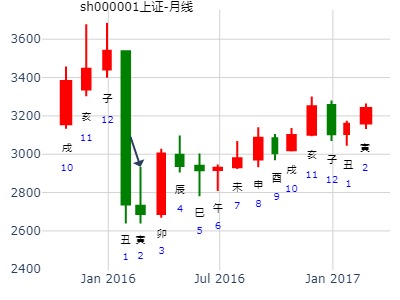 sh000001上证-月线
3600
3400
3200
3000
2800
2600
2400
戌
10
亥
11
子
12
丑
1
寅
2
卯
3
辰
4
巳
5
午
6
未
7
申
8
酉
9
戌
10
亥
11
子
12
丑
1
寅
2
Jan 2016
Jul 2016
Jan 2017